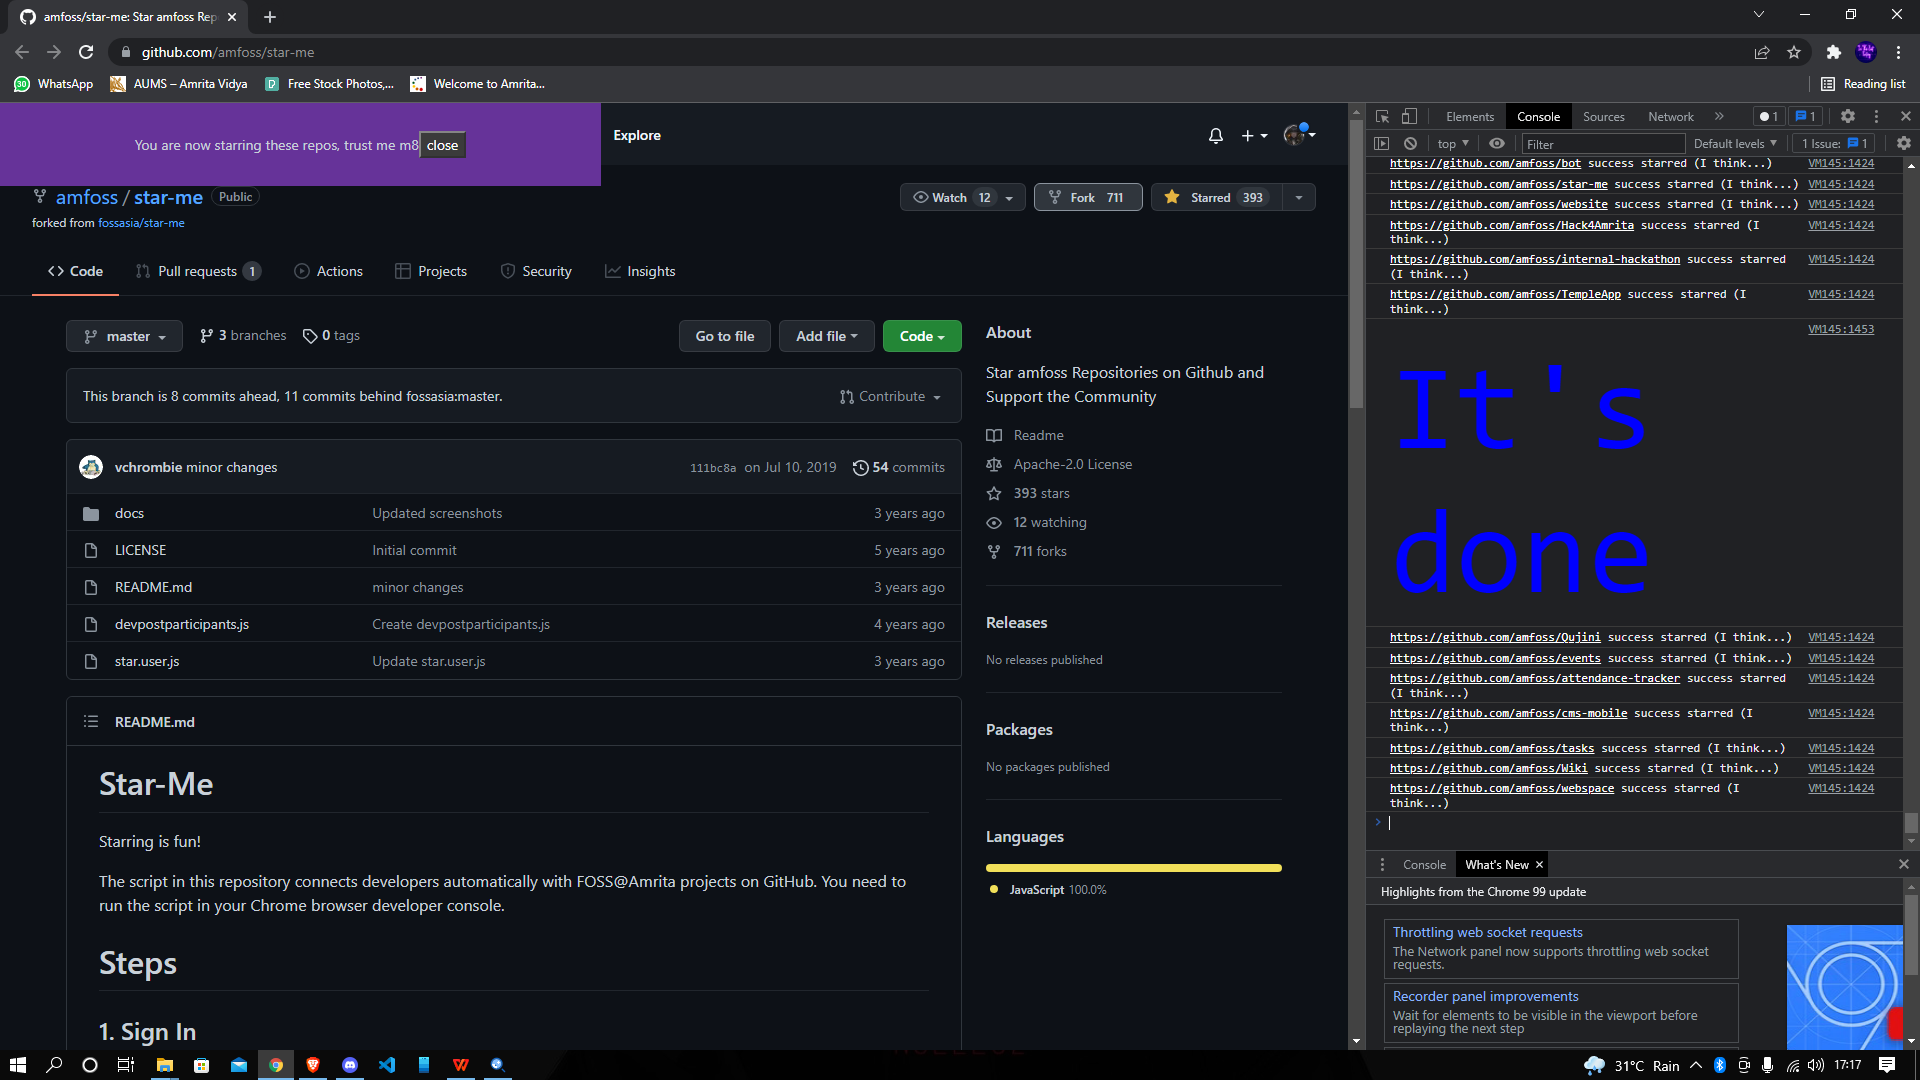 amfoss/star-me: Star amfoss Rep
github.com/amfoss/star-me
WhatsApp
AUMS – Amrita Vidya
Free Stock Photos,...
Welcome to Amrita...
Reading list
You are now starring these repos, trust me m8 close
Explore
amfoss / star-me Public
forked from fossasia/star-me
Watch 12
Fork 711
Starred 393
Code
Pull requests 1
Actions
Projects
Security
Insights
master
3 branches
0 tags
Go to file
Add file
Code
This branch is 8 commits ahead, 11 commits behind fossasia:master.
Contribute
vchrombie minor changes
111bc8a on Jul 10, 2019
54 commits
docs Updated screenshots 3 years ago
LICENSE Initial commit 5 years ago
README.md minor changes 3 years ago
devpostparticipants.js Create devpostparticipants.js 4 years ago
star.user.js Update star.user.js 3 years ago
README.md
Star-Me
Starring is fun!
The script in this repository connects developers automatically with FOSS@Amrita projects on GitHub. You need to
run the script in your Chrome browser developer console.
Steps
1. Sign In
About
Star amfoss Repositories on Github and
Support the Community
Readme
Apache-2.0 License
393 stars
12 watching
711 forks
Releases
No releases published
Packages
No packages published
Languages
JavaScript 100.0%
Elements Console Sources Network » 1 1
top Filter Default levels 1 Issue: 1
https://github.com/amfoss/bot success starred (I think...) VM145:1424
https://github.com/amfoss/star-me success starred (I think...) VM145:1424
https://github.com/amfoss/website success starred (I think...) VM145:1424
https://github.com/amfoss/Hack4Amrita success starred (I VM145:1424
think...)
https://github.com/amfoss/internal-hackathon success starred VM145:1424
(I think...)
https://github.com/amfoss/TempleApp success starred (I VM145:1424
think...)
VM145:1453
It's
done
https://github.com/amfoss/Qujini success starred (I think...) VM145:1424
https://github.com/amfoss/events success starred (I think...) VM145:1424
https://github.com/amfoss/attendance-tracker success starred VM145:1424
(I think...)
https://github.com/amfoss/cms-mobile success starred (I VM145:1424
think...)
https://github.com/amfoss/tasks success starred (I think...) VM145:1424
https://github.com/amfoss/Wiki success starred (I think...) VM145:1424
https://github.com/amfoss/webspace success starred (I VM145:1424
think...)
Console What's New
Highlights from the Chrome 99 update
Throttling web socket requests
The Network panel now supports throttling web socket
requests.
Recorder panel improvements
Wait for elements to be visible in the viewport before
replaying the next step
31°C Rain
17:17